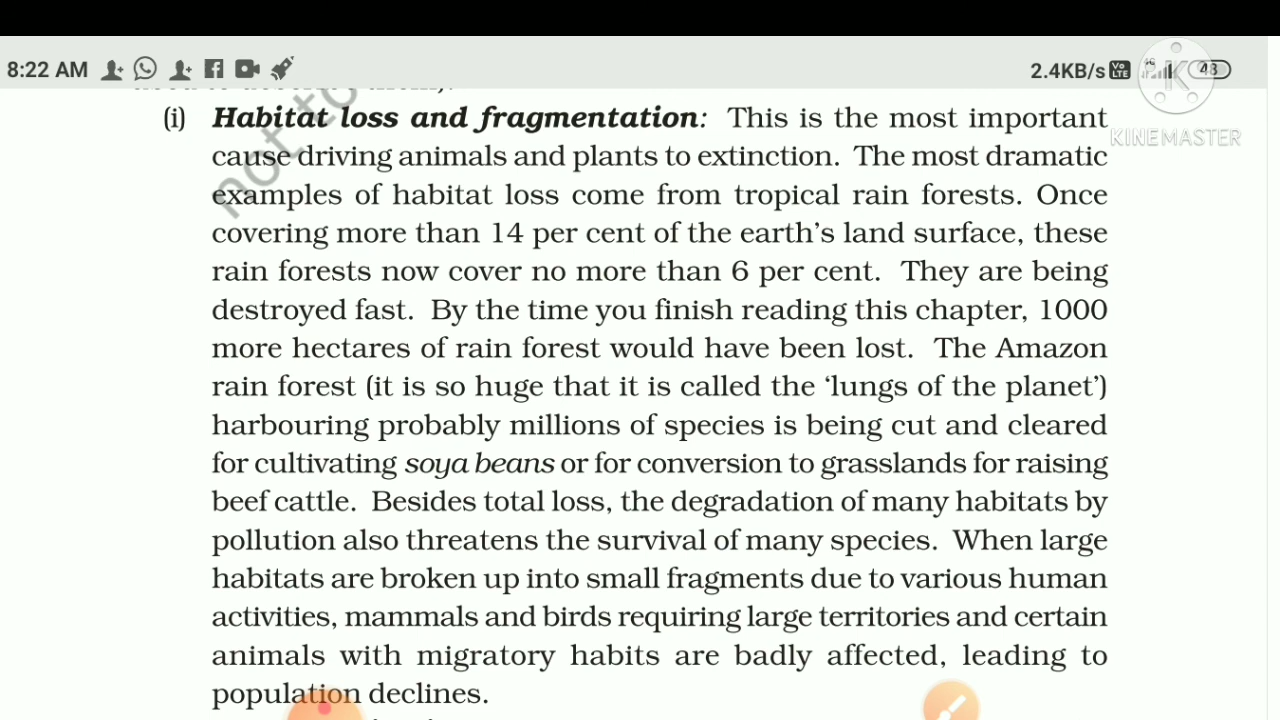 8:22 AM 2.4KB/s Vo LTE 48
K
KINEMASTER
not to
(i) Habitat loss and fragmentation: This is the most important
cause driving animals and plants to extinction. The most dramatic
examples of habitat loss come from tropical rain forests. Once
covering more than 14 per cent of the earth's land surface, these
rain forests now cover no more than 6 per cent. They are being
destroyed fast. By the time you finish reading this chapter, 1000
more hectares of rain forest would have been lost. The Amazon
rain forest (it is so huge that it is called the ‘lungs of the planet’)
harbouring probably millions of species is being cut and cleared
for cultivating soya beans or for conversion to grasslands for raising
beef cattle. Besides total loss, the degradation of many habitats by
pollution also threatens the survival of many species. When large
habitats are broken up into small fragments due to various human
activities, mammals and birds requiring large territories and certain
animals with migratory habits are badly affected, leading to
population declines.